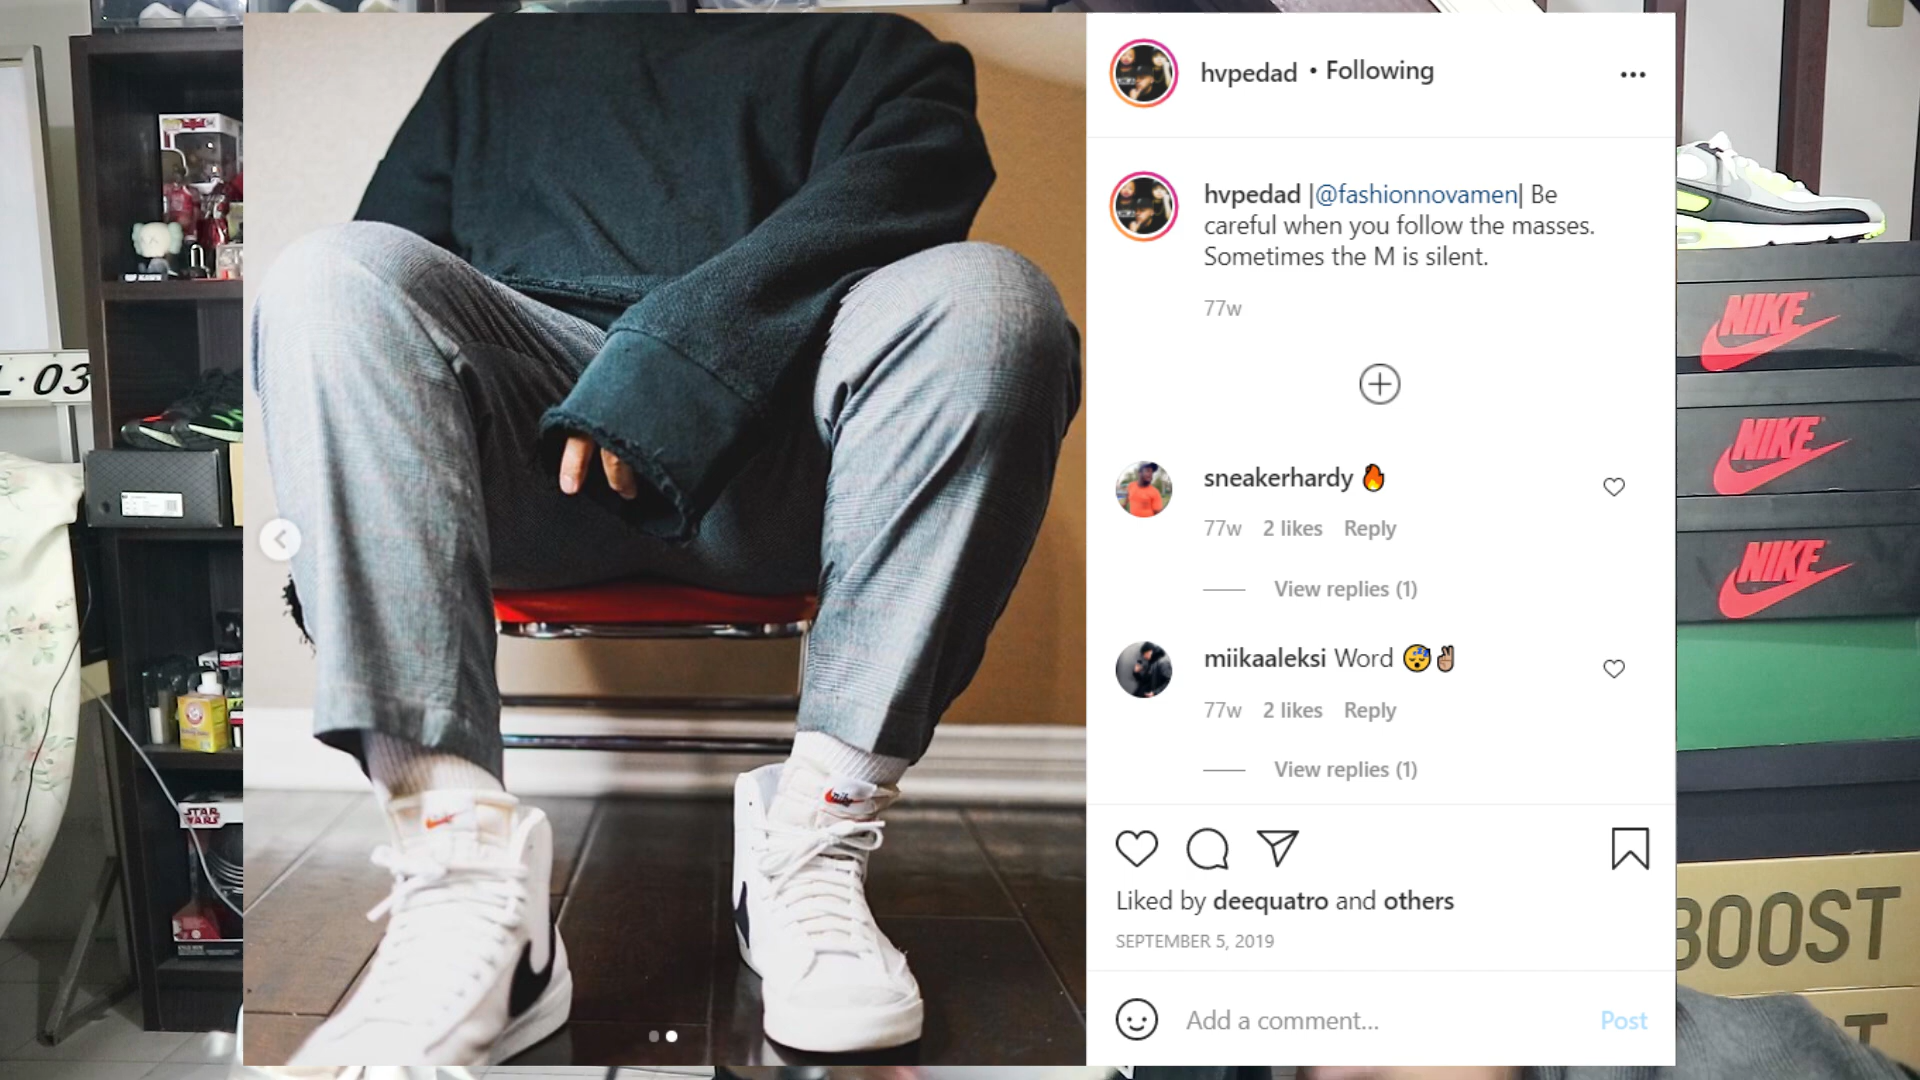 hvpedad • Following
hvpedad |@fashionnovamen| Be
careful when you follow the masses.
Sometimes the M is silent.
77w
sneakerhardy 🔥
77w 2 likes Reply
View replies (1)
miikaaleksi Word 😴✌🏽
77w 2 likes Reply
View replies (1)
Liked by deequatro and others
SEPTEMBER 5, 2019
Add a comment... Post
L·03
STAR
WARS
NIKE
NIKE
NIKE
BOOST